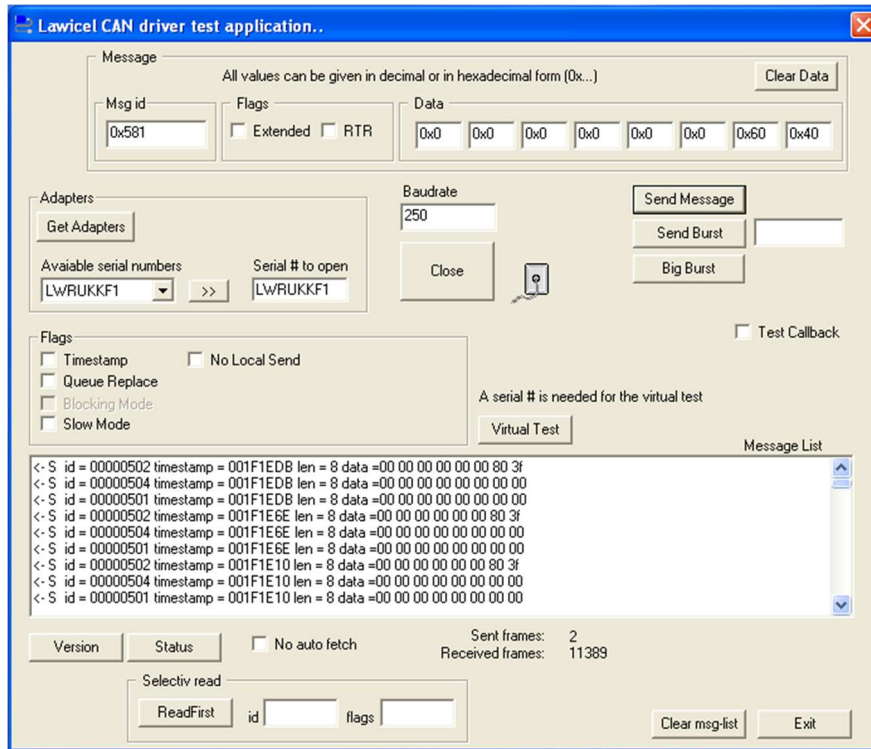 Lawicel CAN driver test application..
Message
All values can be given in decimal or in hexadecimal form (0x...)
Clear Data
Msg id
Flags
Data
0x581
Extended
RTR
0x0 0x0 0x0 0x0 0x0 0x0 0x60 0x40
Adapters
Get Adapters
Avaiable serial numbers
Serial # to open
LWRUKKF1
>>
LWRUKKF1
Baudrate
250
Close
Send Message
Send Burst
Big Burst
Test Callback
Flags
Timestamp
No Local Send
Queue Replace
Blocking Mode
Slow Mode
A serial # is needed for the virtual test
Virtual Test
Message List
<- S id = 00000502 timestamp = 001F1EDB len = 8 data =00 00 00 00 00 00 80 3f
<- S id = 00000504 timestamp = 001F1EDB len = 8 data =00 00 00 00 00 00 00 00
<- S id = 00000501 timestamp = 001F1EDB len = 8 data =00 00 00 00 00 00 00 00
<- S id = 00000502 timestamp = 001F1E6E len = 8 data =00 00 00 00 00 00 80 3f
<- S id = 00000504 timestamp = 001F1E6E len = 8 data =00 00 00 00 00 00 00 00
<- S id = 00000501 timestamp = 001F1E6E len = 8 data =00 00 00 00 00 00 00 00
<- S id = 00000502 timestamp = 001F1E10 len = 8 data =00 00 00 00 00 00 80 3f
<- S id = 00000504 timestamp = 001F1E10 len = 8 data =00 00 00 00 00 00 00 00
<- S id = 00000501 timestamp = 001F1E10 len = 8 data =00 00 00 00 00 00 00 00
Version
Status
No auto fetch
Sent frames: 2
Received frames: 11389
Selectiv read
ReadFirst
id
flags
Clear msg-list
Exit